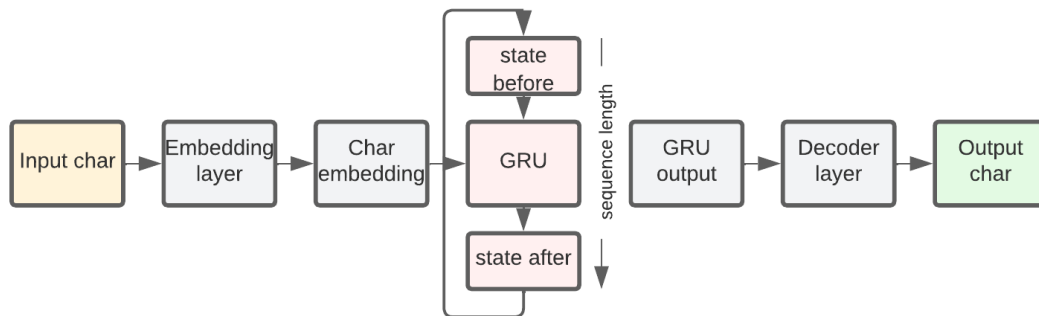 Input char
Embedding
layer
Char
embedding
state
before
GRU
state after
sequence length
GRU
output
Decoder
layer
Output
char